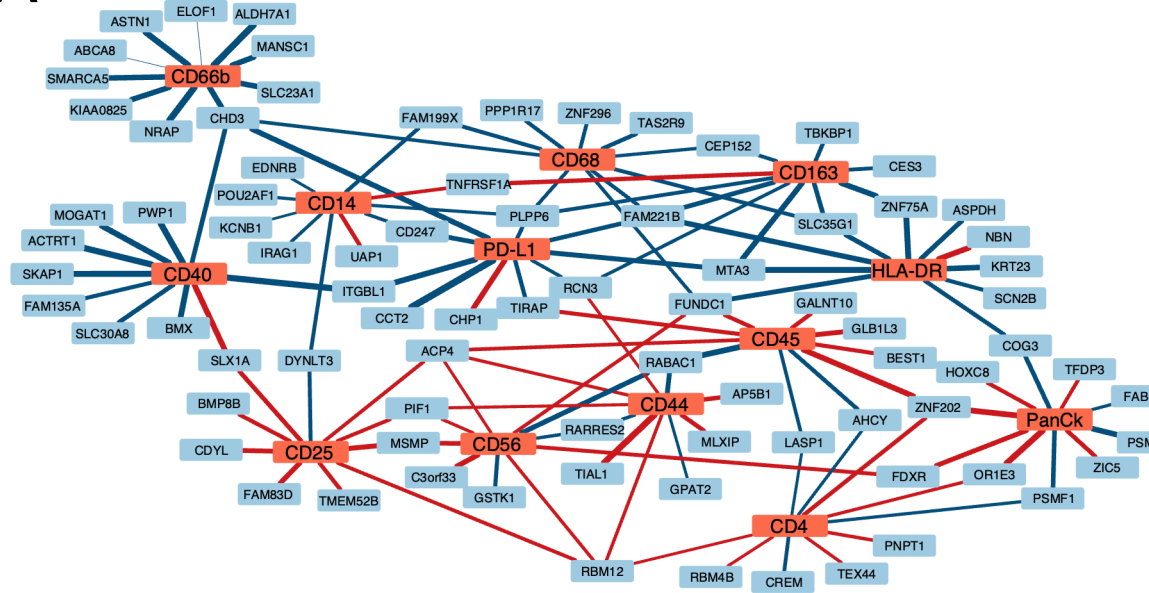 ELOF1
ASTN1
ALDH7A1
ABCA8
MANSC1
CD66b
SMARCA5
SLC23A1
KIAA0825
CHD3
NRAP
FAM199X
PPP1R17
ZNF296
TAS2R9
CEP152
TBKBP1
CD68
CD163
CES3
EDNRB
TNFRSF1A
POU2AF1
CD14
MOGAT1
PWP1
KCNB1
CD247
PLPP6
FAM221B
SLC35G1
ZNF75A
ASPDH
NBN
ACTRT1
IRAG1
UAP1
PD-L1
SKAP1
CD40
MTA3
HLA-DR
KRT23
ITGBL1
RCN3
SCN2B
FAM135A
CCT2
CHP1
TIRAP
FUNDC1
GALNT10
SLC30A8
BMX
GLB1L3
CD45
SLX1A
DYNLT3
ACP4
RABAC1
BEST1
COG3
HOXC8
TFDP3
BMP8B
PIF1
CD44
AP5B1
ZNF202
FAB
AHCY
PanCk
CDYL
CD25
MSMP
CD56
RARRES2
MLXIP
LASP1
PSM
C3orf33
TIAL1
FDXR
OR1E3
ZIC5
FAM83D
TMEM52B
GSTK1
GPAT2
PSMF1
CD4
RBM12
PNPT1
RBM4B
CREM
TEX44